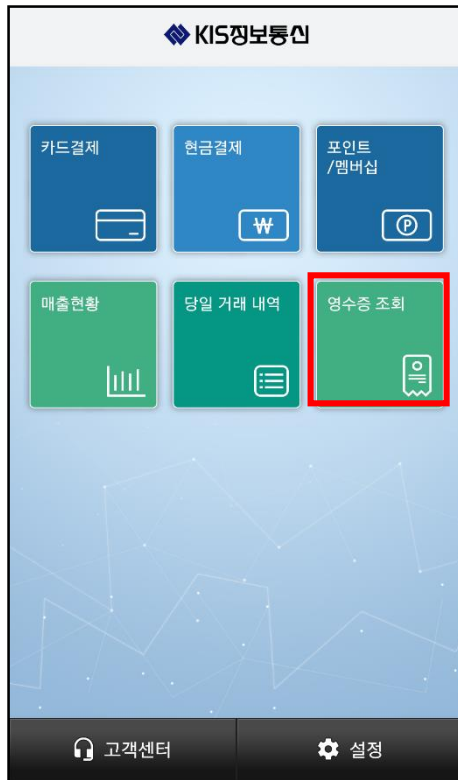 KIS정보통신
카드결제
현금결제
포인트
/멤버십
매출현황
당일 거래 내역
영수증 조회
고객센터
설정